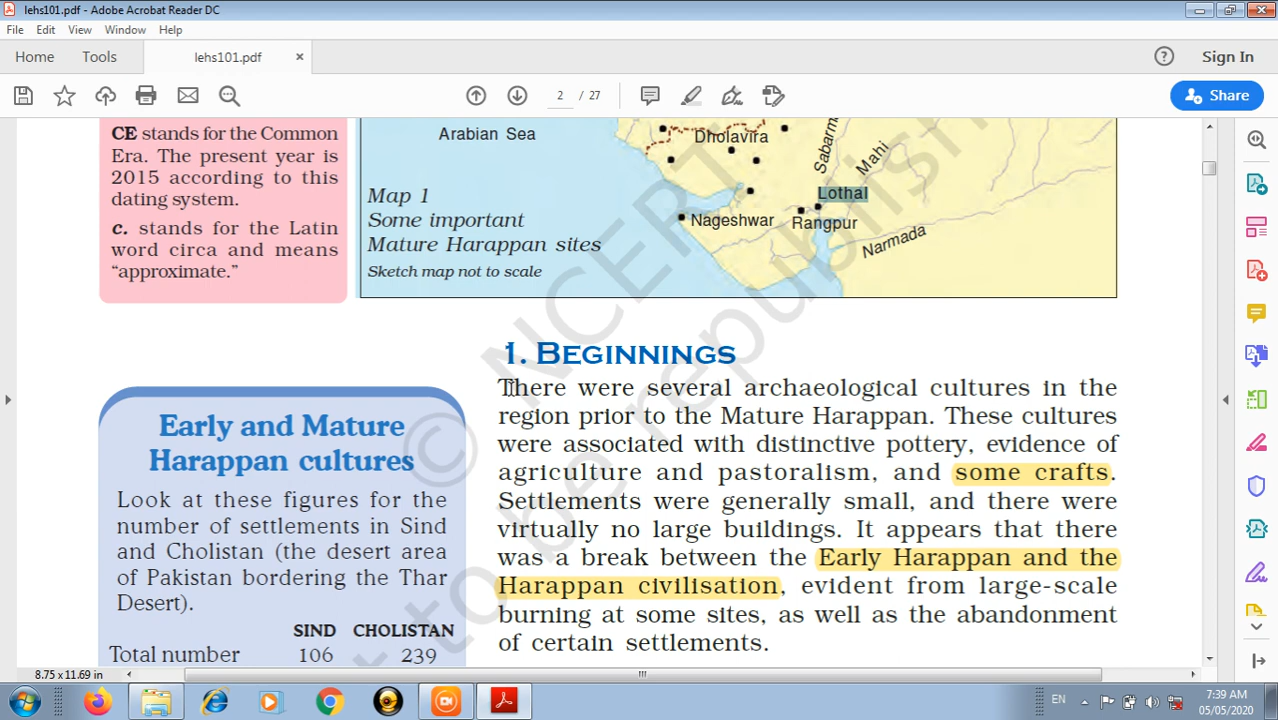 lehs101.pdf - Adobe Acrobat Reader DC
File Edit View Window Help
Home Tools lehs101.pdf × Sign In
2 / 27 Share
CE stands for the Common
Era. The present year is
2015 according to this
dating system.
c. stands for the Latin
word circa and means
“approximate.”
Arabian Sea
Dholavira
Sabarm
Mahi
Lothal
Map 1
Nageshwar
Rangpur
Some important
Narmada
Mature Harappan sites
Sketch map not to scale
© NCERT
not to be republish
1. BEGINNINGS
There were several archaeological cultures in the
region prior to the Mature Harappan. These cultures
were associated with distinctive pottery, evidence of
agriculture and pastoralism, and some crafts.
Settlements were generally small, and there were
virtually no large buildings. It appears that there
was a break between the Early Harappan and the
Harappan civilisation, evident from large-scale
burning at some sites, as well as the abandonment
of certain settlements.
Early and Mature
Harappan cultures
Look at these figures for the
number of settlements in Sind
and Cholistan (the desert area
of Pakistan bordering the Thar
Desert).
SIND CHOLISTAN
Total number 106 239
8.75 x 11.69 in
EN
7:39 AM
05/05/2020